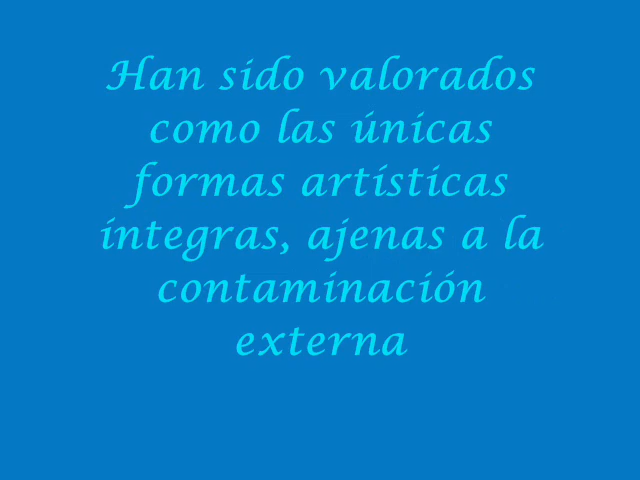 Han sido valorados
como las únicas
formas artísticas
íntegras, ajenas a la
contaminación
externa